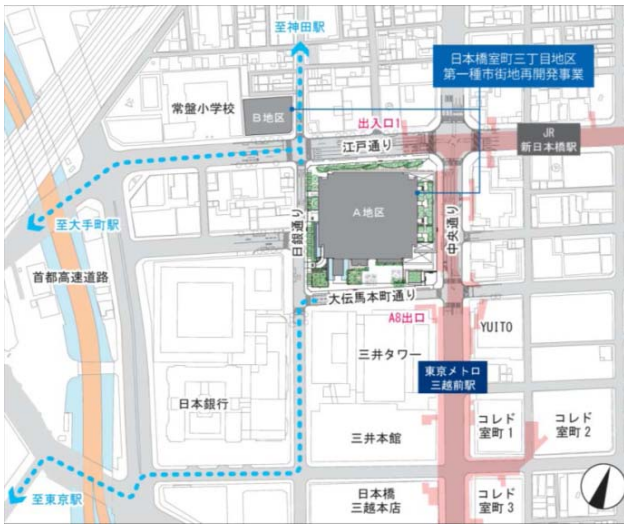 至神田駅
日本橋室町三丁目地区
第一種市街地再開発事業
常盤小学校
B地区
出入口1
江戸通り
JR
新日本橋駅
至大手町駅
A地区
日銀通り
中央通り
首都高速道路
大伝馬本町通り
A8出口
YUITO
三井タワー
東京メトロ
三越前駅
日本銀行
三井本館
コレド
室町1
コレド
室町2
至東京駅
日本橋
三越本店
コレド
室町3